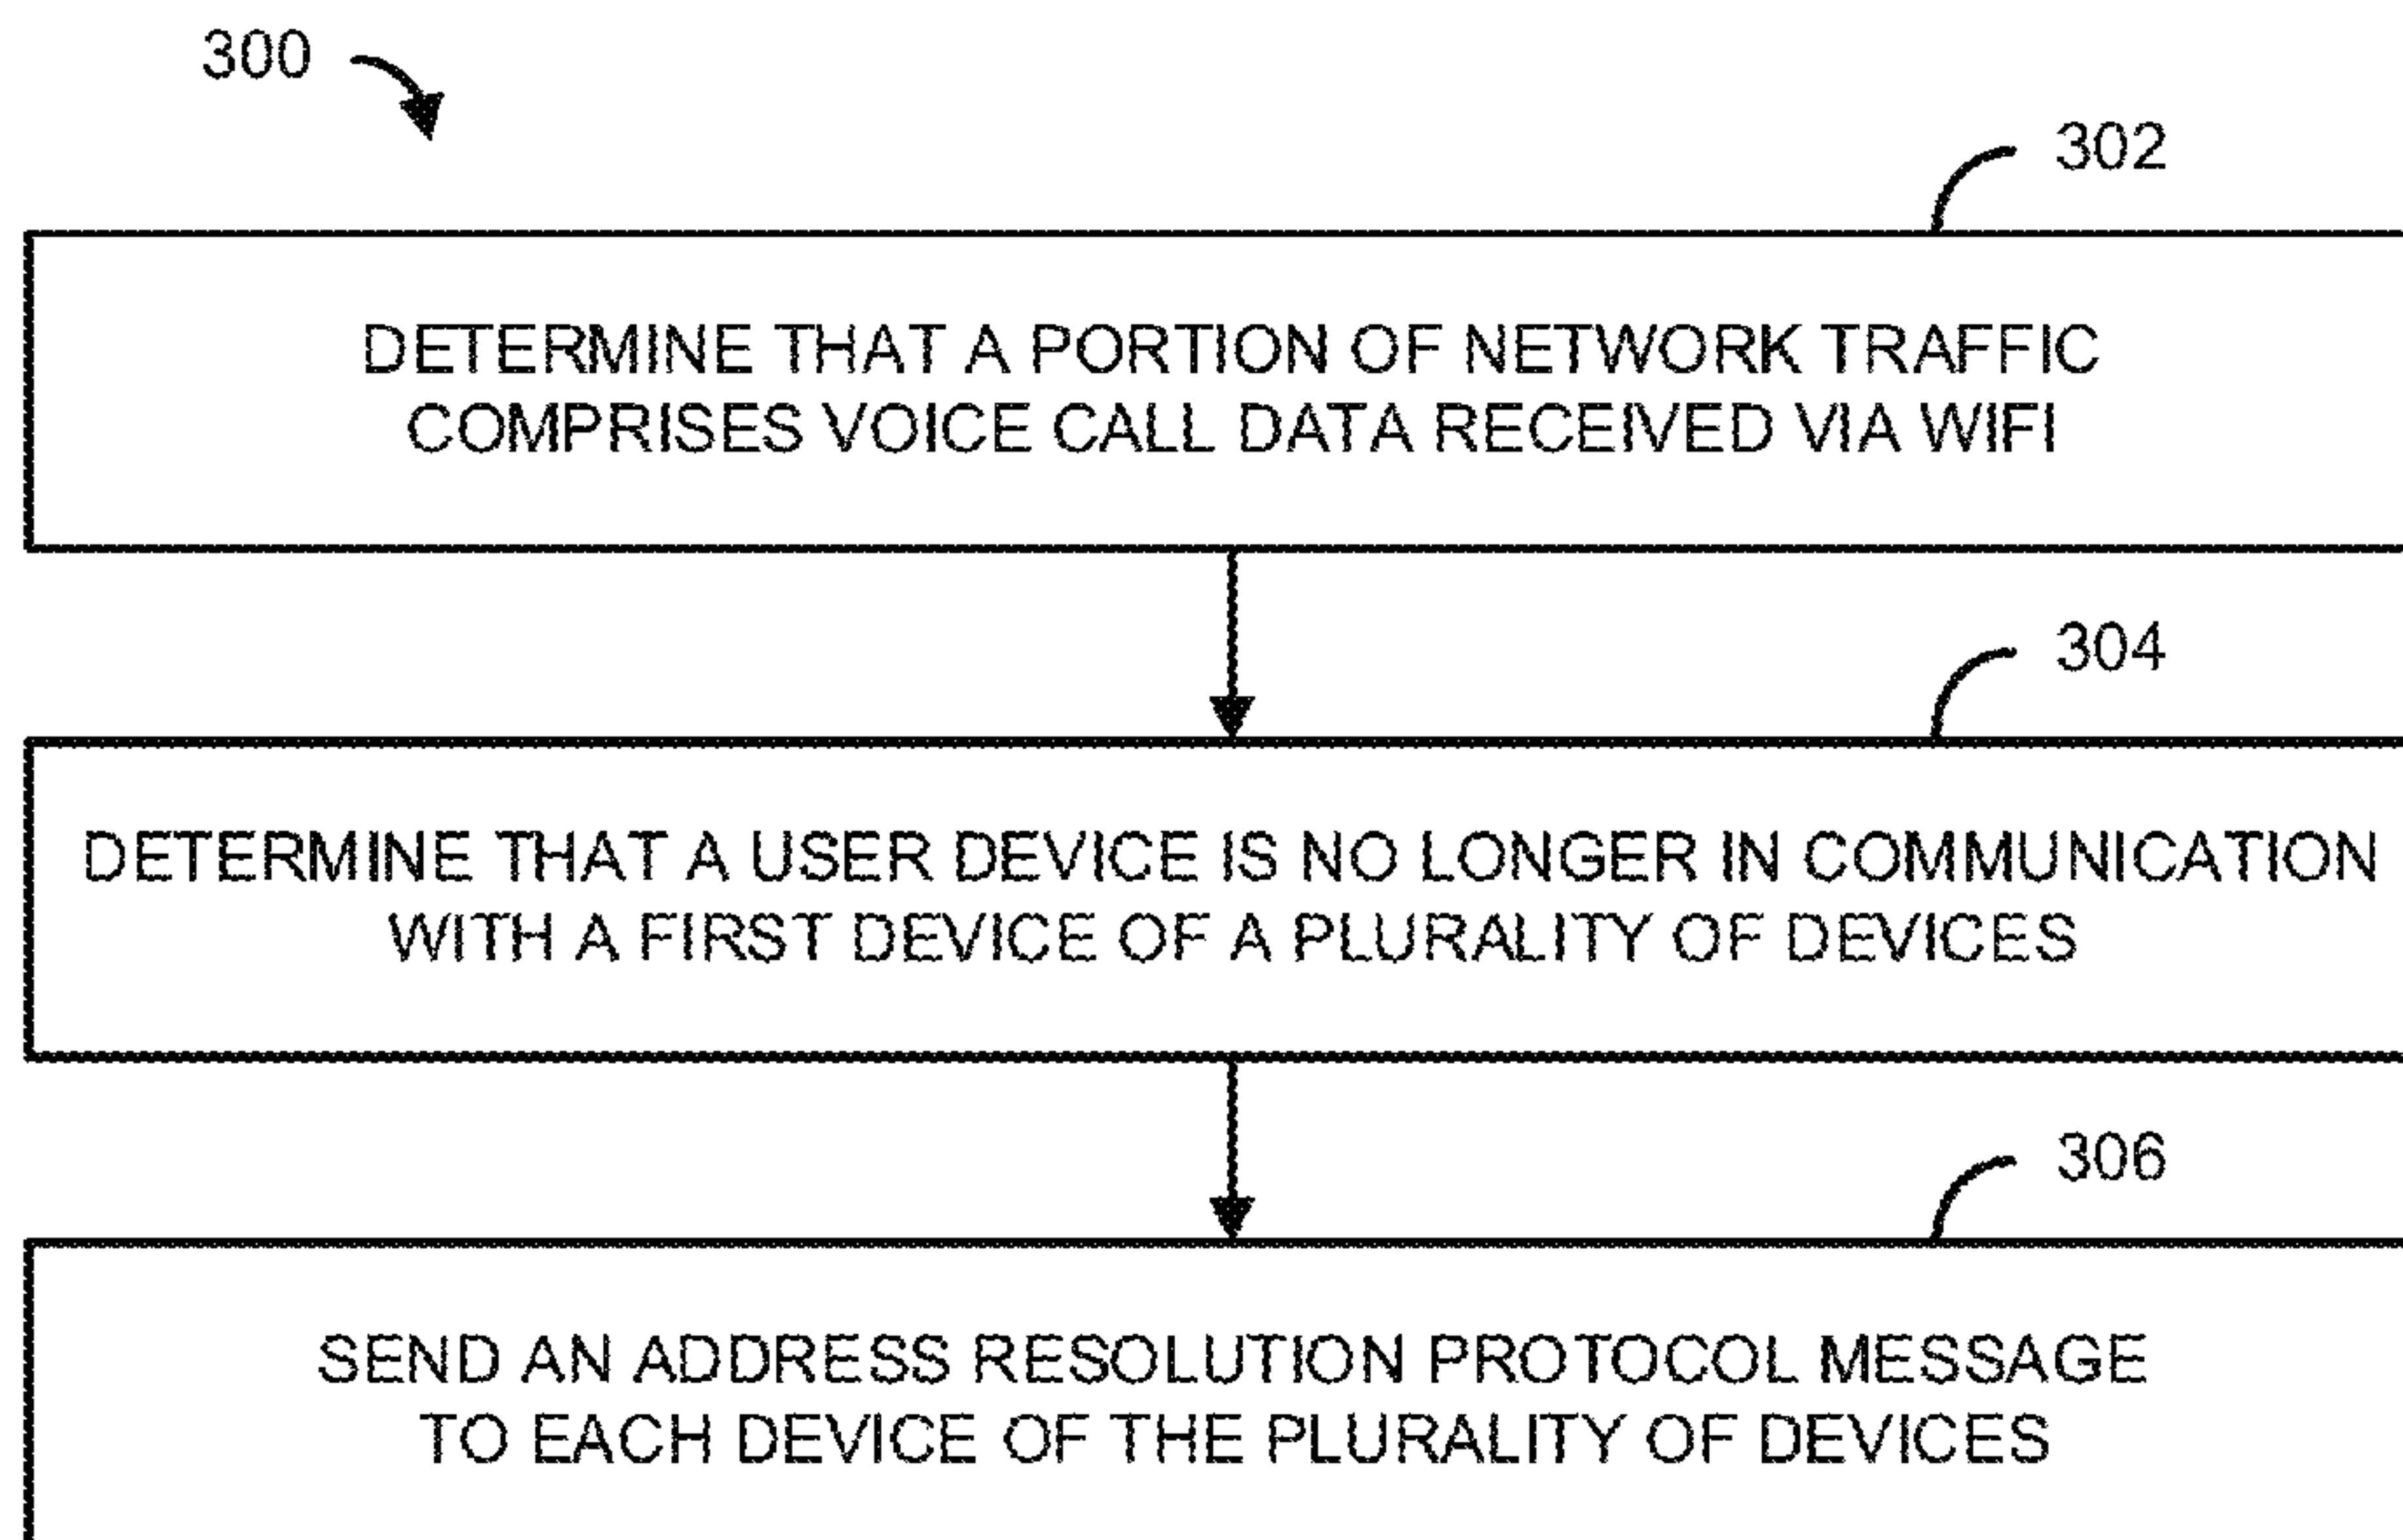 300
302
DETERMINE THAT A PORTION OF NETWORK TRAFFIC
COMPRISES VOICE CALL DATA RECEIVED VIA WIFI
304
DETERMINE THAT A USER DEVICE IS NO LONGER IN COMMUNICATION
WITH A FIRST DEVICE OF A PLURALITY OF DEVICES
306
SEND AN ADDRESS RESOLUTION PROTOCOL MESSAGE
TO EACH DEVICE OF THE PLURALITY OF DEVICES